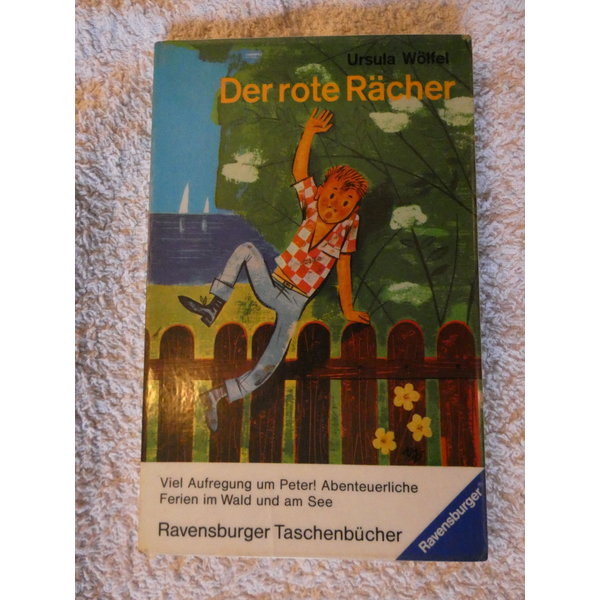 Ursula Wölfel
Der rote Rächer
Viel Aufregung um Peter! Abenteuerliche
Ferien im Wald und am See
Ravensburger Taschenbücher
Ravensburger